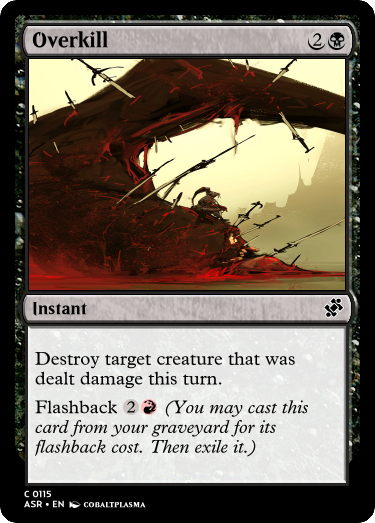 Overkill 2
Instant
Destroy target creature that was
dealt damage this turn.
Flashback 2 (You may cast this
card from your graveyard for its
flashback cost. Then exile it.)
C 0115
ASR • EN COBALTPLASMA